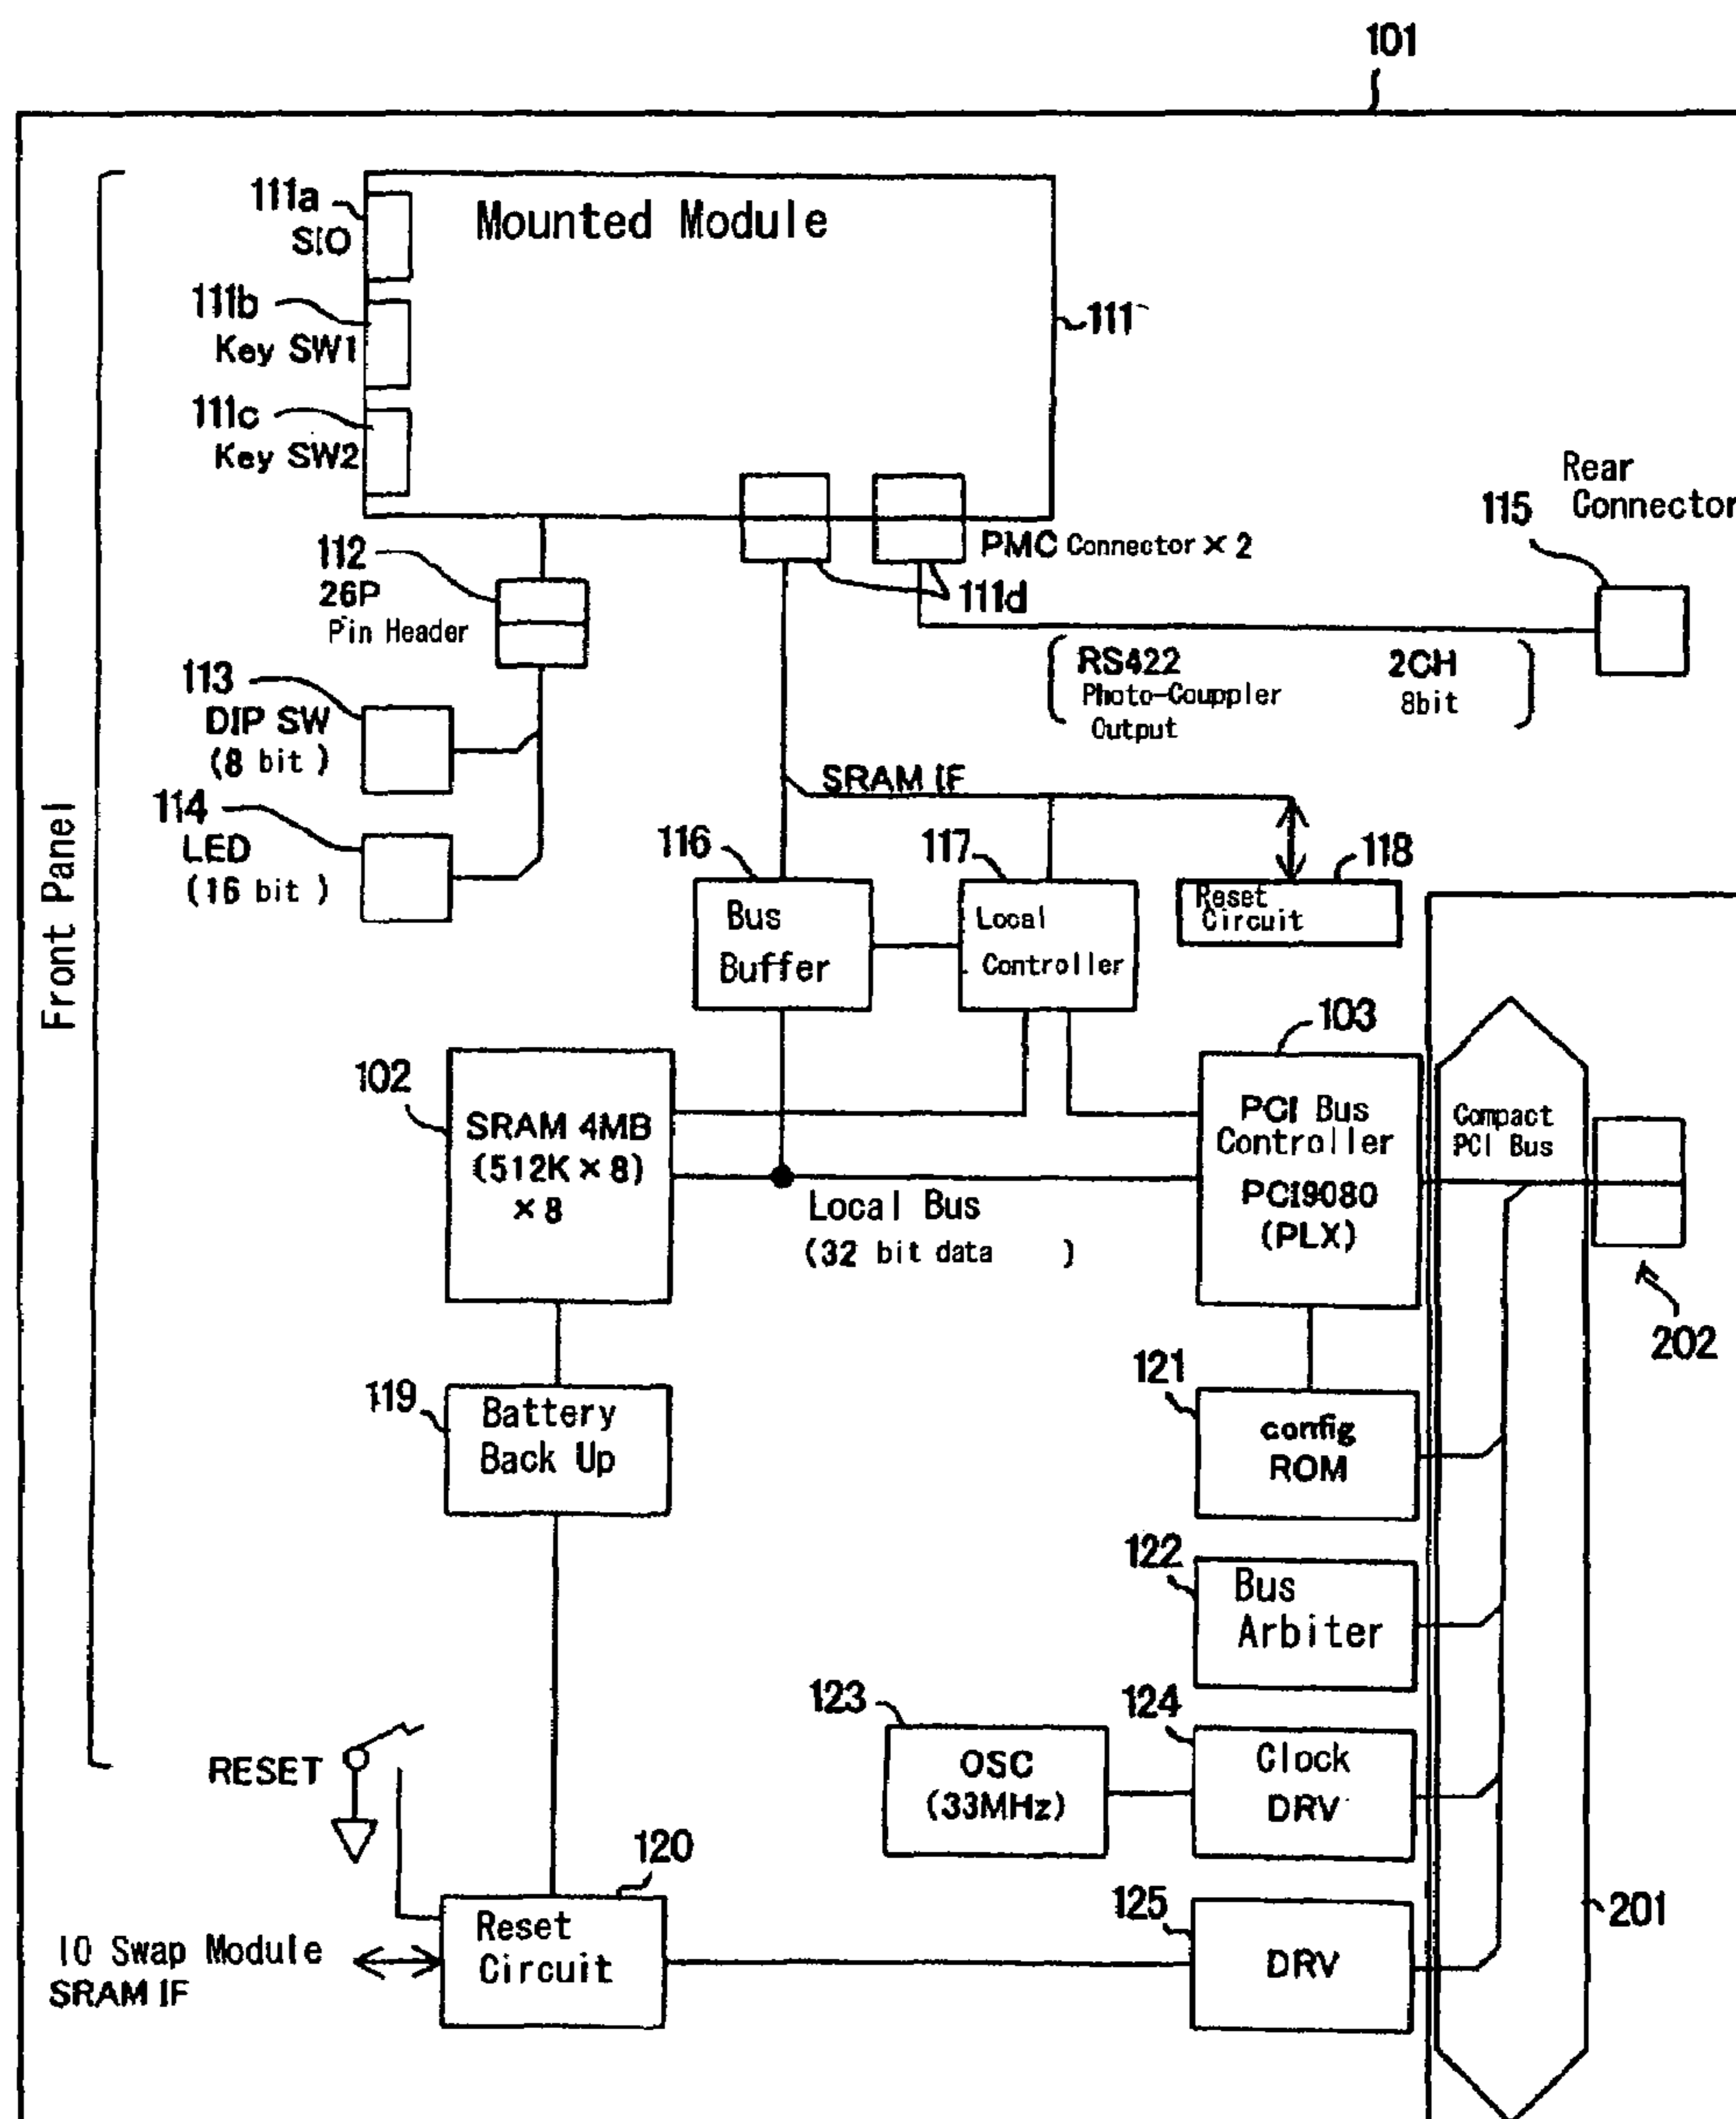 101
111a
SIO
Mounted Module
111b
Key SW1
111
111c
Key SW2
Rear
Connector
115
112
26P
Pin Header
PMC Connector × 2
111d
RS422 2CH
Photo-Couppler 8bit
Output
113
DIP SW
(8 bit )
SRAM IF
114
LED
(16 bit )
116
117
118
Bus
Buffer
Local
Controller
Reset
Circuit
Front Panel
103
102
SRAM 4MB
(512K × 8)
× 8
PCI Bus
Controller
PCI9080
(PLX)
Compact
PCI Bus
Local Bus
(32 bit data )
202
119
Battery
Back Up
121
config
ROM
122
Bus
Arbiter
123
OSC
(33MHz)
124
Clock
DRV
RESET
120
Reset
Circuit
125
DRV
201
IO Swap Module
SRAM IF